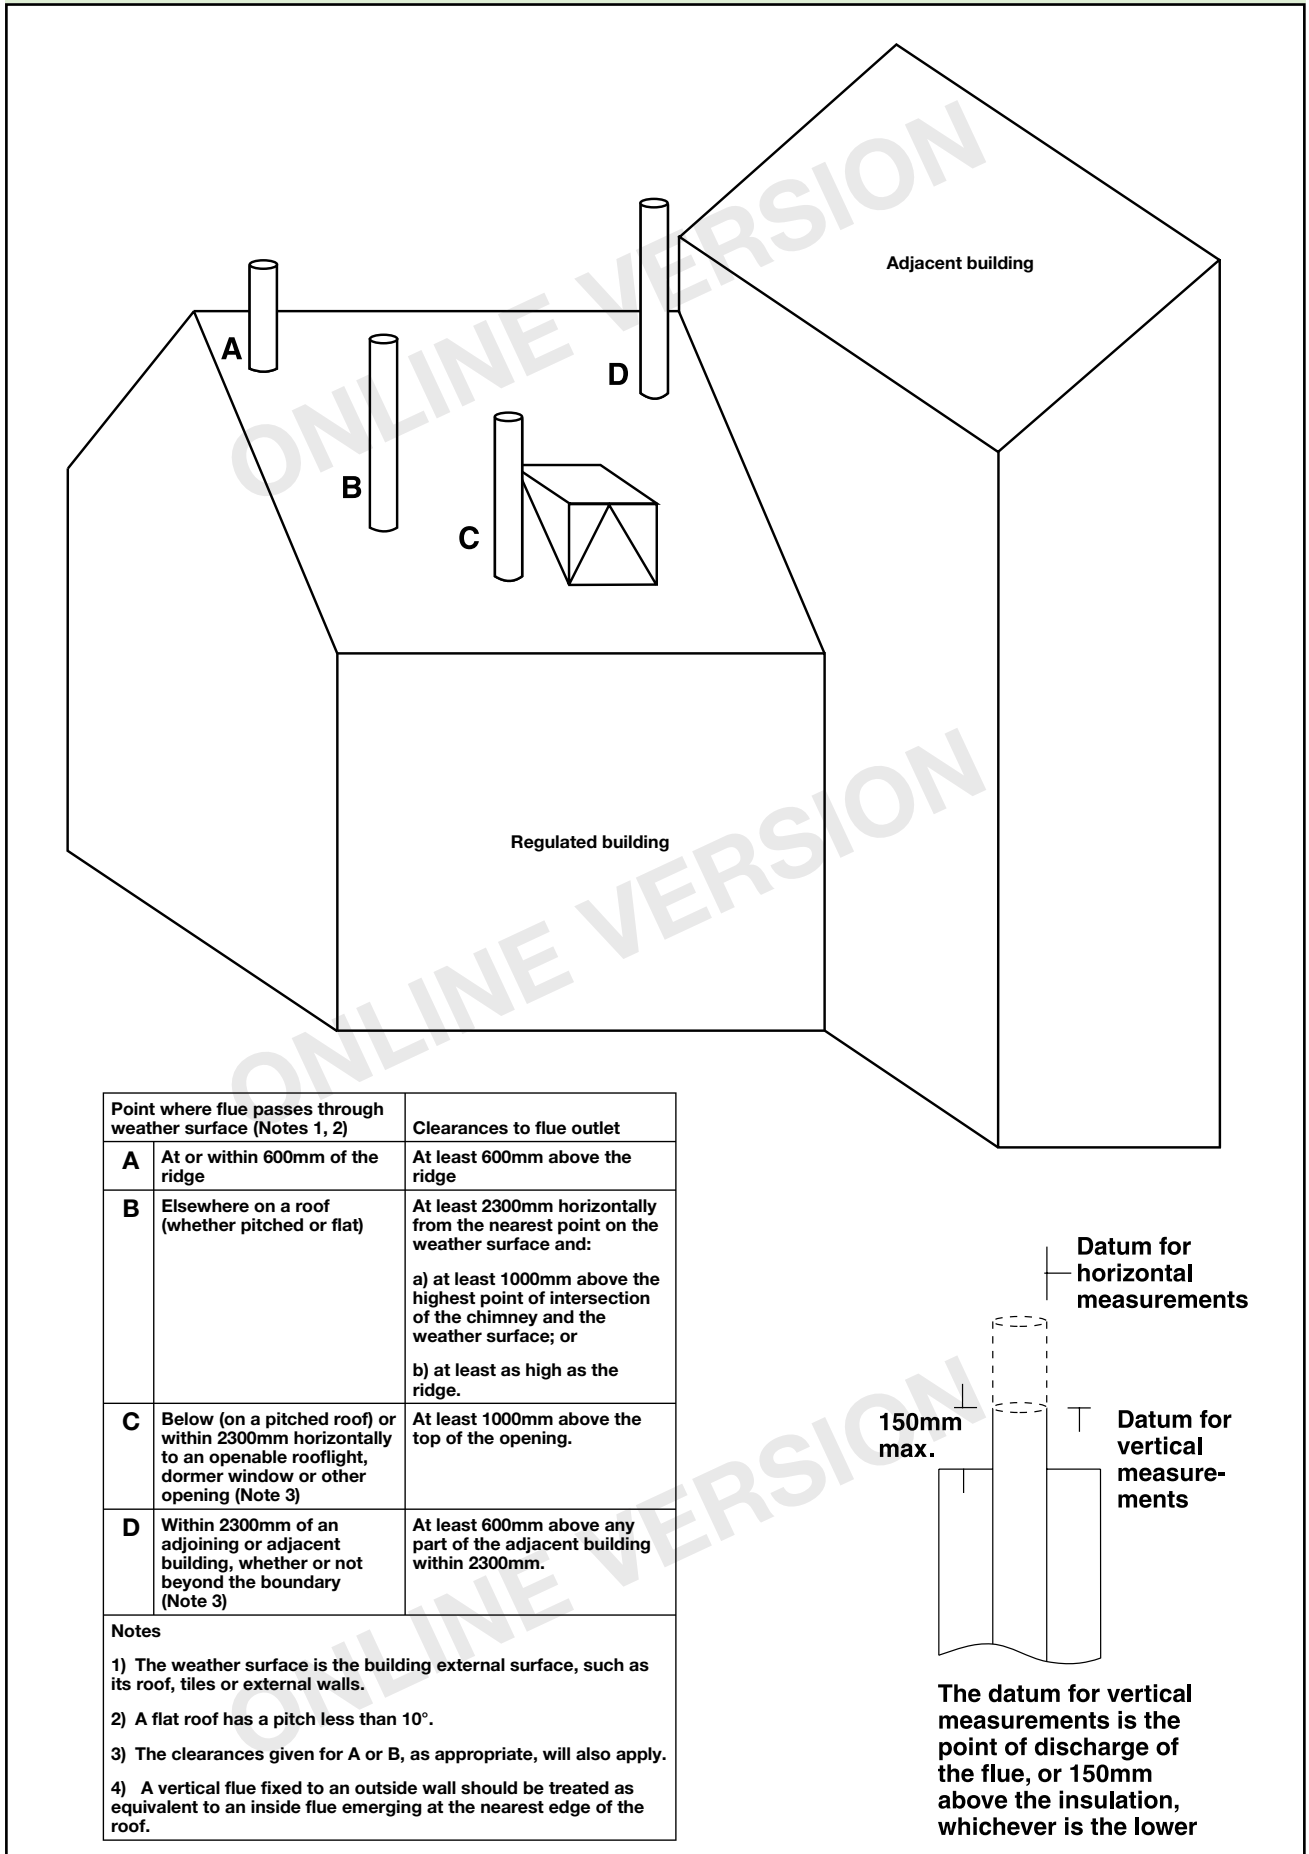 ONLINE VERSION
Adjacent building
A
D
B
C
Regulated building
ONLINE VERSION
Point where flue passes through
weather surface (Notes 1, 2)
Clearances to flue outlet
A
At or within 600mm of the
ridge
At least 600mm above the
ridge
B
Elsewhere on a roof
(whether pitched or flat)
At least 2300mm horizontally
from the nearest point on the
weather surface and:
a) at least 1000mm above the
highest point of intersection
of the chimney and the
weather surface; or
b) at least as high as the
ridge.
C
Below (on a pitched roof) or
within 2300mm horizontally
to an openable rooflight,
dormer window or other
opening (Note 3)
At least 1000mm above the
top of the opening.
D
Within 2300mm of an
adjoining or adjacent
building, whether or not
beyond the boundary
(Note 3)
At least 600mm above any
part of the adjacent building
within 2300mm.
Notes
1) The weather surface is the building external surface, such as
its roof, tiles or external walls.
2) A flat roof has a pitch less than 10°.
3) The clearances given for A or B, as appropriate, will also apply.
4) A vertical flue fixed to an outside wall should be treated as
equivalent to an inside flue emerging at the nearest edge of the
roof.
ONLINE VERSION
Datum for
horizontal
measurements
150mm
max.
Datum for
vertical
measure-
ments
The datum for vertical
measurements is the
point of discharge of
the flue, or 150mm
above the insulation,
whichever is the lower